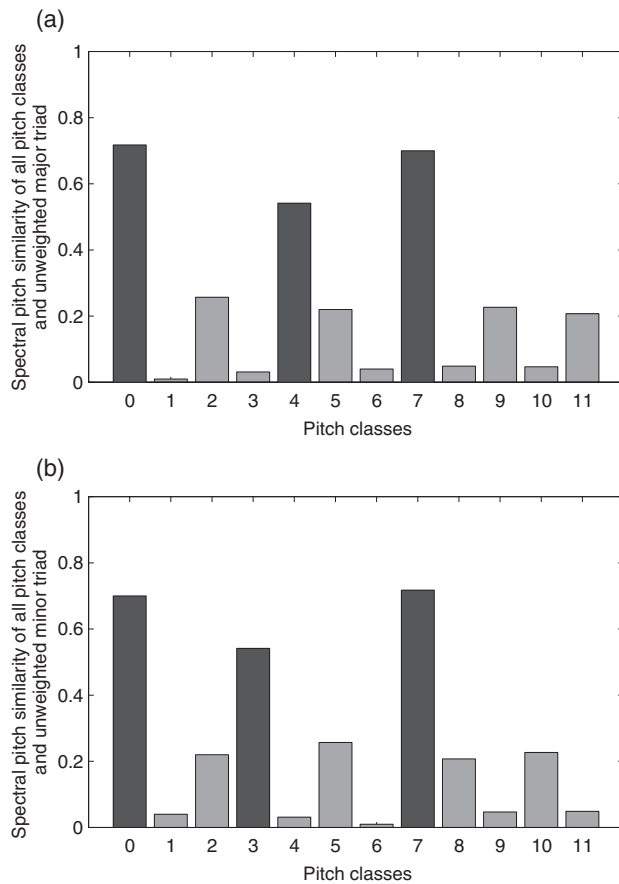 (a)
Spectral pitch similarity of all pitch classes
and unweighted major triad
1
0.8
0.6
0.4
0.2
0
0 1 2 3 4 5 6 7 8 9 10 11
Pitch classes
(b)
Spectral pitch similarity of all pitch classes
and unweighted minor triad
1
0.8
0.6
0.4
0.2
0
0 1 2 3 4 5 6 7 8 9 10 11
Pitch classes